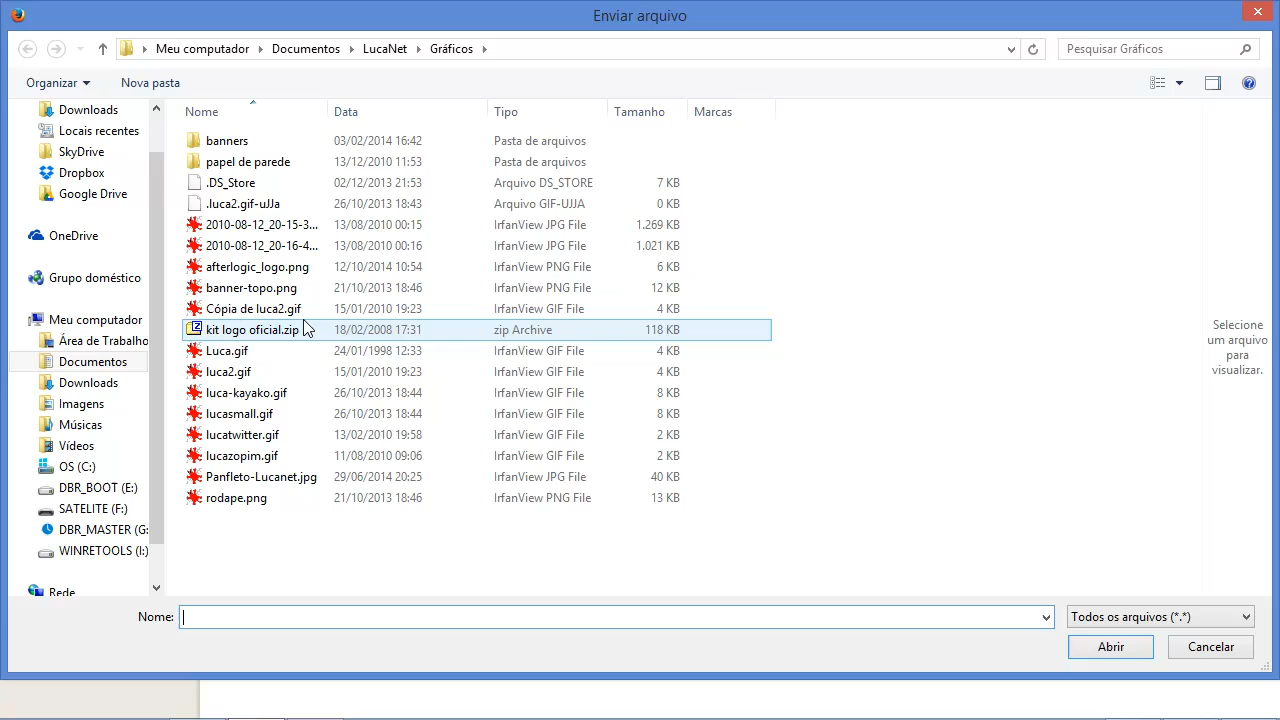 Enviar arquivo
Meu computador Documentos LucaNet Gráficos
Pesquisar Gráficos
Organizar Nova pasta
Downloads
Locais recentes
SkyDrive
Dropbox
Google Drive
OneDrive
Grupo doméstico
Meu computador
Área de Trabalho
Documentos
Downloads
Imagens
Músicas
Vídeos
OS (C:)
DBR_BOOT (E:)
SATELITE (F:)
DBR_MASTER (G:
WINRETOOLS (I:)
Rede
Nome Data Tipo Tamanho Marcas
banners 03/02/2014 16:42 Pasta de arquivos
papel de parede 13/12/2010 11:53 Pasta de arquivos
.DS_Store 02/12/2013 21:53 Arquivo DS_STORE 7 KB
.luca2.gif-uJJa 26/10/2013 18:43 Arquivo GIF-UJJA 0 KB
2010-08-12_20-15-3... 13/08/2010 00:15 IrfanView JPG File 1.269 KB
2010-08-12_20-16-4... 13/08/2010 00:16 IrfanView JPG File 1.021 KB
afterlogic_logo.png 12/10/2014 10:54 IrfanView PNG File 6 KB
banner-topo.png 21/10/2013 18:46 IrfanView PNG File 12 KB
Cópia de luca2.gif 15/01/2010 19:23 IrfanView GIF File 4 KB
kit logo oficial.zip 18/02/2008 17:31 zip Archive 118 KB
Luca.gif 24/01/1998 12:33 IrfanView GIF File 4 KB
luca2.gif 15/01/2010 19:23 IrfanView GIF File 4 KB
luca-kayako.gif 26/10/2013 18:44 IrfanView GIF File 8 KB
lucasmall.gif 26/10/2013 18:44 IrfanView GIF File 8 KB
lucatwitter.gif 13/02/2010 19:58 IrfanView GIF File 2 KB
lucazopim.gif 11/08/2010 09:06 IrfanView GIF File 2 KB
Panfleto-Lucanet.jpg 29/06/2014 20:25 IrfanView JPG File 40 KB
rodape.png 21/10/2013 18:46 IrfanView PNG File 13 KB
Selecione
um arquivo
para
visualizar.
Nome:
Todos os arquivos (*.*)
Abrir Cancelar